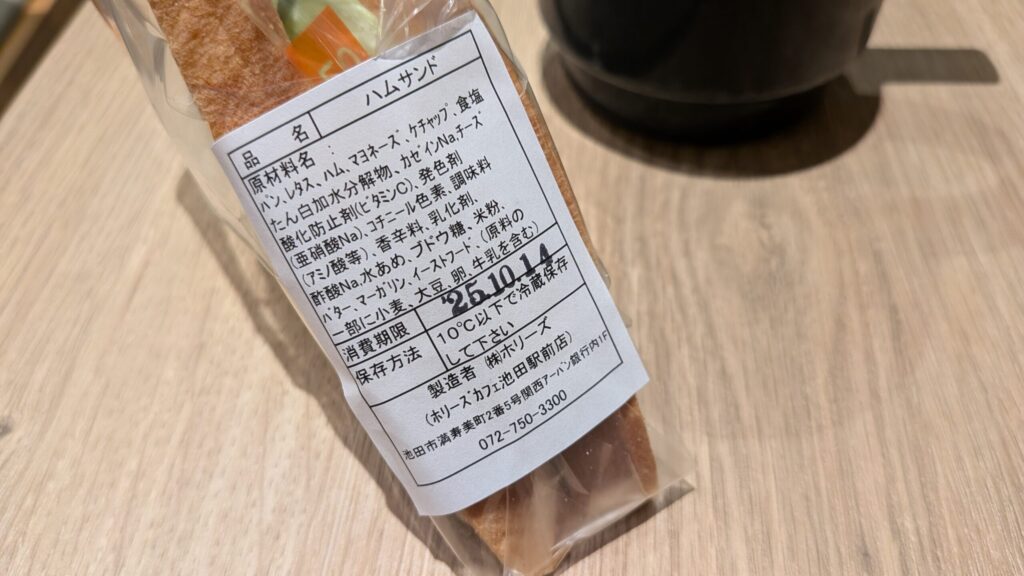 品名 ハムサンド
原材料名:
パン、レタス、ハム、マヨネーズ、ケチャップ、食塩
たん白加水分解物、カゼインNa、チーズ
酸化防止剤(ビタミンC)、発色剤
(亜硝酸Na)、コチニール色素、調味料
(アミノ酸等)、香辛料、乳化剤、
酢酸Na、水あめ、ブドウ糖、米粉、
バター、マーガリン、イーストフード、(原料の
一部に小麦、大豆、卵、牛乳を含む)
消費期限 '25.10.14
保存方法 10℃以下で冷蔵保存
して下さい
製造者 (株)ホリーズ
(ホリーズカフェ池田駅前店)
池田市満寿美町2番5号関西アーバン銀行内1F
072-750-3300